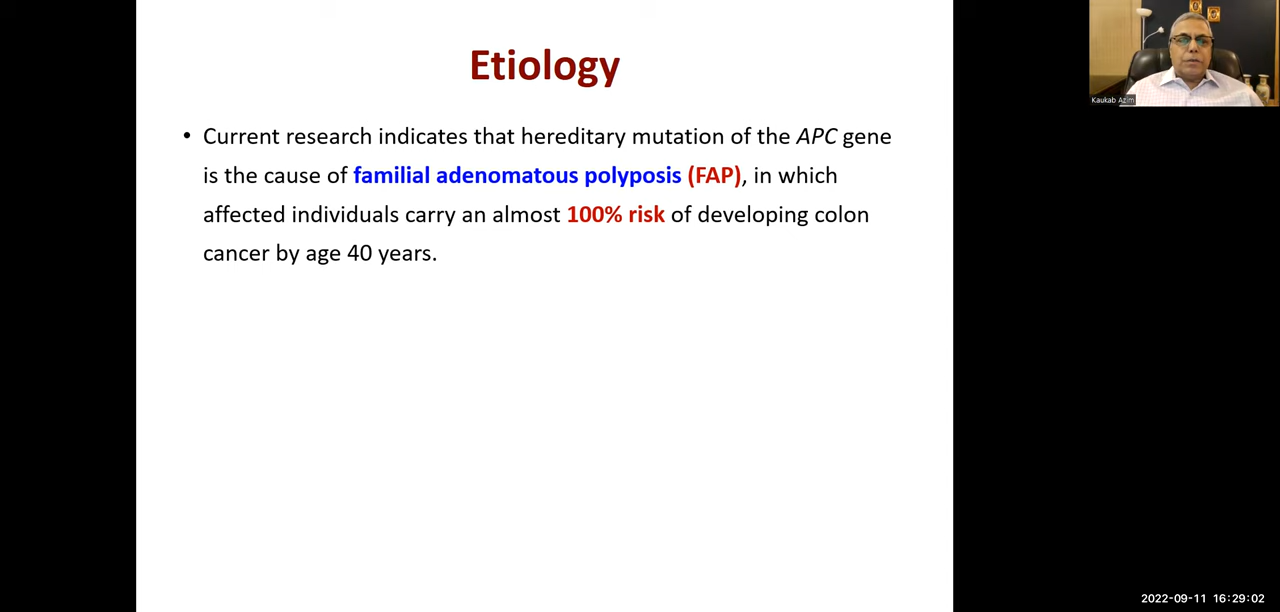 Etiology
• Current research indicates that hereditary mutation of the APC gene
is the cause of familial adenomatous polyposis (FAP), in which
affected individuals carry an almost 100% risk of developing colon
cancer by age 40 years.
Kaukab Azim
2022-09-11 16:29:02